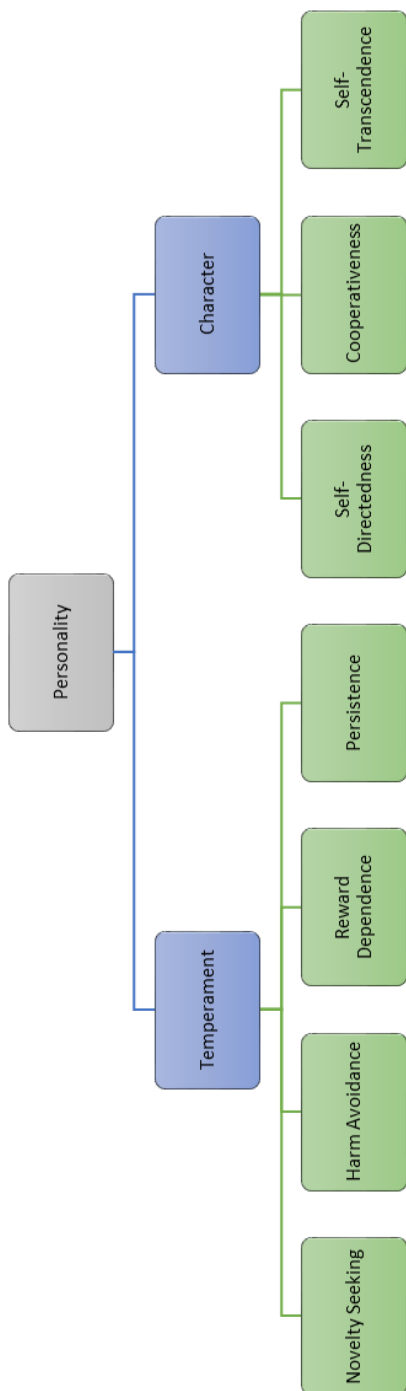 Personality
Temperament
Character
Novelty Seeking
Harm Avoidance
Reward
Dependence
Persistence
Self-
Directedness
Cooperativeness
Self-
Transcendence